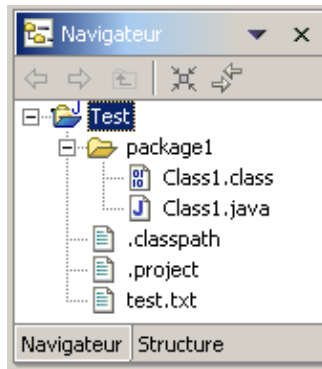 Navigateur
Test
package1
Class1.class
Class1.java
.classpath
.project
test.txt
Navigateur Structure